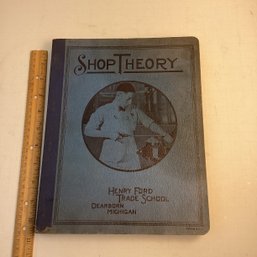 SHOP THEORY
HENRY FORD
TRADE SCHOOL
DEARBORN
MICHIGAN